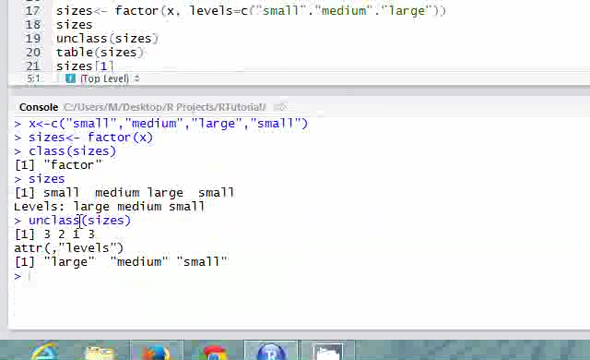 17 sizes<- factor(x, levels=c("small"."medium"."large"))
18 sizes
19 unclass(sizes)
20 table(sizes)
21 sizes[1]
5:1 (Top Level)
Console C:/Users/M/Desktop/R Projects/RTutorial/
> x<-c("small","medium","large","small")
> sizes<- factor(x)
> class(sizes)
[1] "factor"
> sizes
[1] small medium large small
Levels: large medium small
> unclass(sizes)
[1] 3 2 1 3
attr(,"levels")
[1] "large" "medium" "small"
>